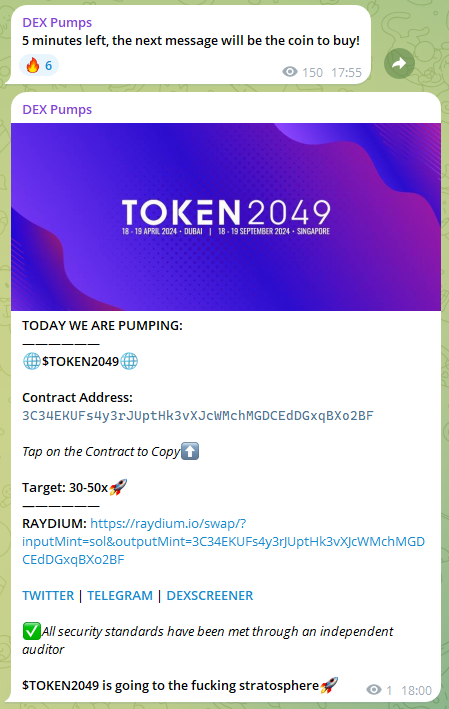 DEX Pumps
5 minutes left, the next message will be the coin to buy!
🔥 6
150 17:55
DEX Pumps
TOKEN2049
18 - 19 APRIL 2024 · DUBAI | 18 - 19 SEPTEMBER 2024 · SINGAPORE
TODAY WE ARE PUMPING:
——————
🌐$TOKEN2049🌐
Contract Address:
3C34EKUFs4y3rJUptHk3vXJcWMchMGDCEdDGxqBXo2BF
Tap on the Contract to Copy⬆️
Target: 30-50x🚀
——————
RAYDIUM: https://raydium.io/swap/?
inputMint=sol&outputMint=3C34EKUFs4y3rJUptHk3vXJcWMchMGD
CEdDGxqBXo2BF
TWITTER | TELEGRAM | DEXSCREENER
✅All security standards have been met through an independent
auditor
$TOKEN2049 is going to the fucking stratosphere🚀
1 18:00